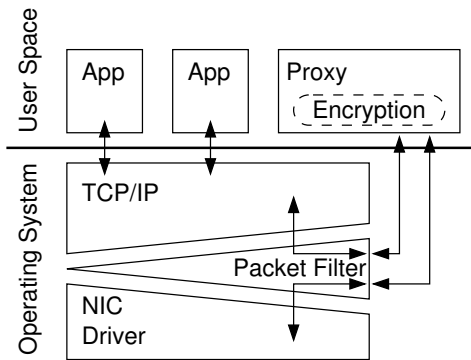 User Space
App
App
Proxy
Encryption
Operating System
TCP/IP
Packet Filter
NIC
Driver